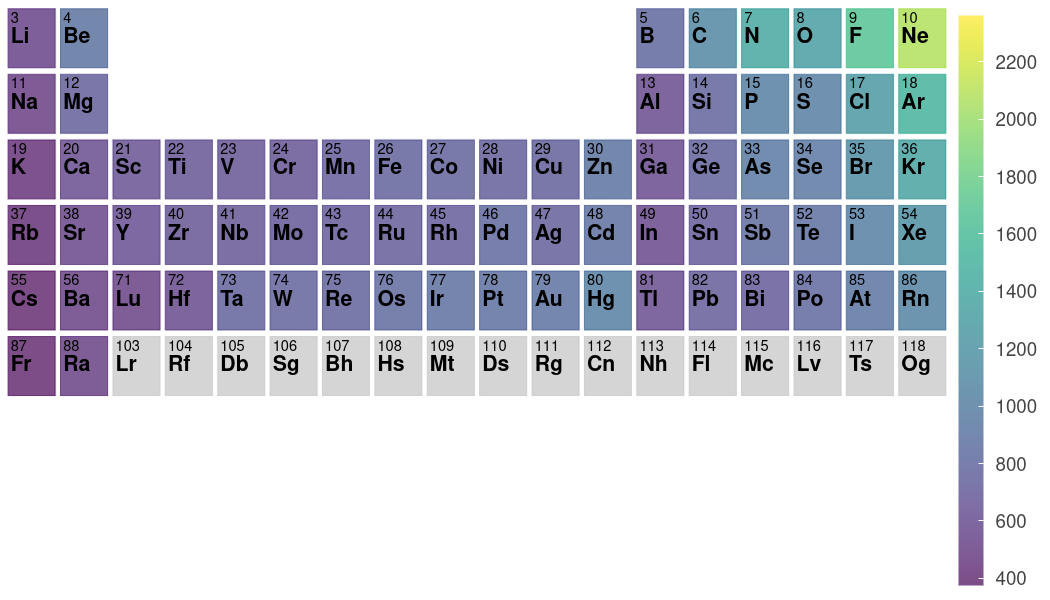 3 4 5 6 7 8 9 10
Li Be B C N O F Ne
11 12 13 14 15 16 17 18
Na Mg Al Si P S Cl Ar
19 20 21 22 23 24 25 26 27 28 29 30 31 32 33 34 35 36
K Ca Sc Ti V Cr Mn Fe Co Ni Cu Zn Ga Ge As Se Br Kr
37 38 39 40 41 42 43 44 45 46 47 48 49 50 51 52 53 54
Rb Sr Y Zr Nb Mo Tc Ru Rh Pd Ag Cd In Sn Sb Te I Xe
55 56 71 72 73 74 75 76 77 78 79 80 81 82 83 84 85 86
Cs Ba Lu Hf Ta W Re Os Ir Pt Au Hg Tl Pb Bi Po At Rn
87 88 103 104 105 106 107 108 109 110 111 112 113 114 115 116 117 118
Fr Ra Lr Rf Db Sg Bh Hs Mt Ds Rg Cn Nh Fl Mc Lv Ts Og
2200
2000
1800
1600
1400
1200
1000
800
600
400